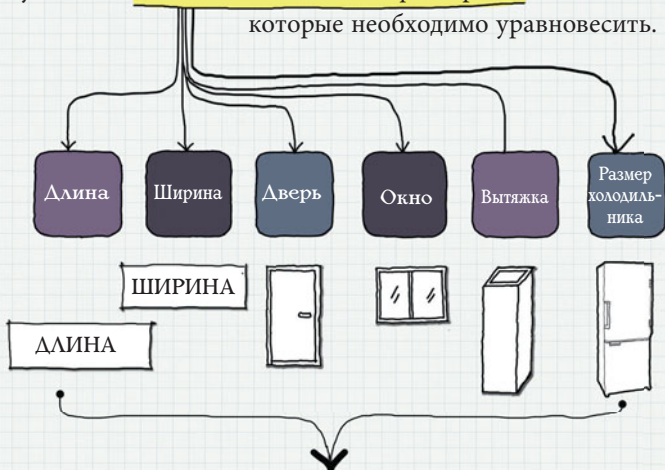 которые необходимо уравновесить.
Длина
Ширина
Дверь
Окно
Вытяжка
Размер
холодиль-
ника
ШИРИНА
ДЛИНА